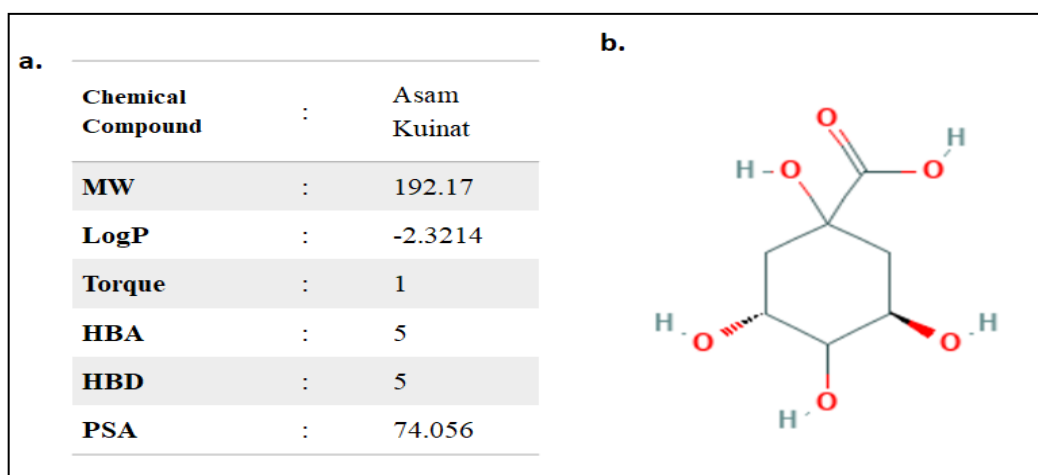 a.
Chemical Compound : Asam Kuinat
MW : 192.17
LogP : -2.3214
Torque : 1
HBA : 5
HBD : 5
PSA : 74.056
b.
O
H
H-O
O
H
O
O
H
O
H